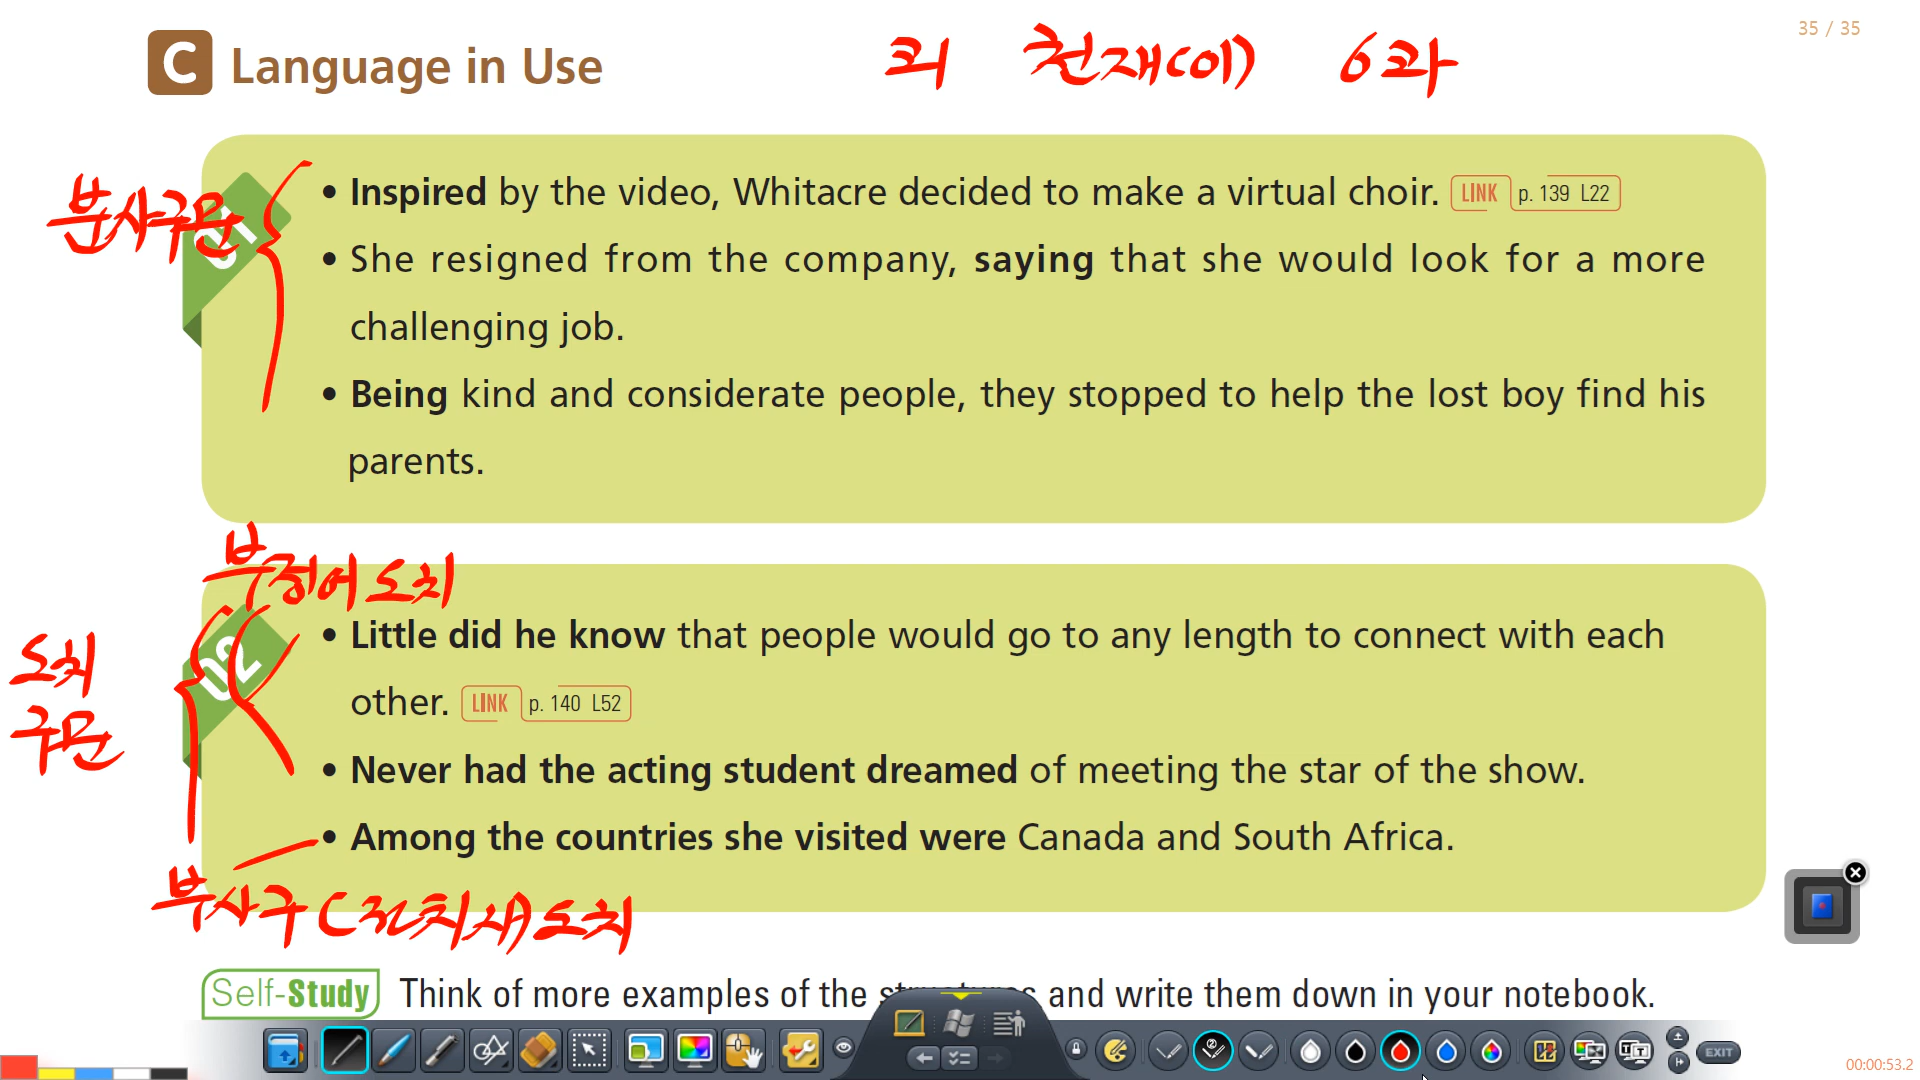 35 / 35
C Language in Use
고1 천재(이) 6과
분사구문
• Inspired by the video, Whitacre decided to make a virtual choir. LINK p. 139 L22
• She resigned from the company, saying that she would look for a more
challenging job.
• Being kind and considerate people, they stopped to help the lost boy find his
parents.
부정어 도치
02
도치
구문
• Little did he know that people would go to any length to connect with each
other. LINK p. 140 L52
• Never had the acting student dreamed of meeting the star of the show.
• Among the countries she visited were Canada and South Africa.
부사구(전치사)도치
Self-Study Think of more examples of the and write them down in your notebook.
EXIT
00:00:53.2